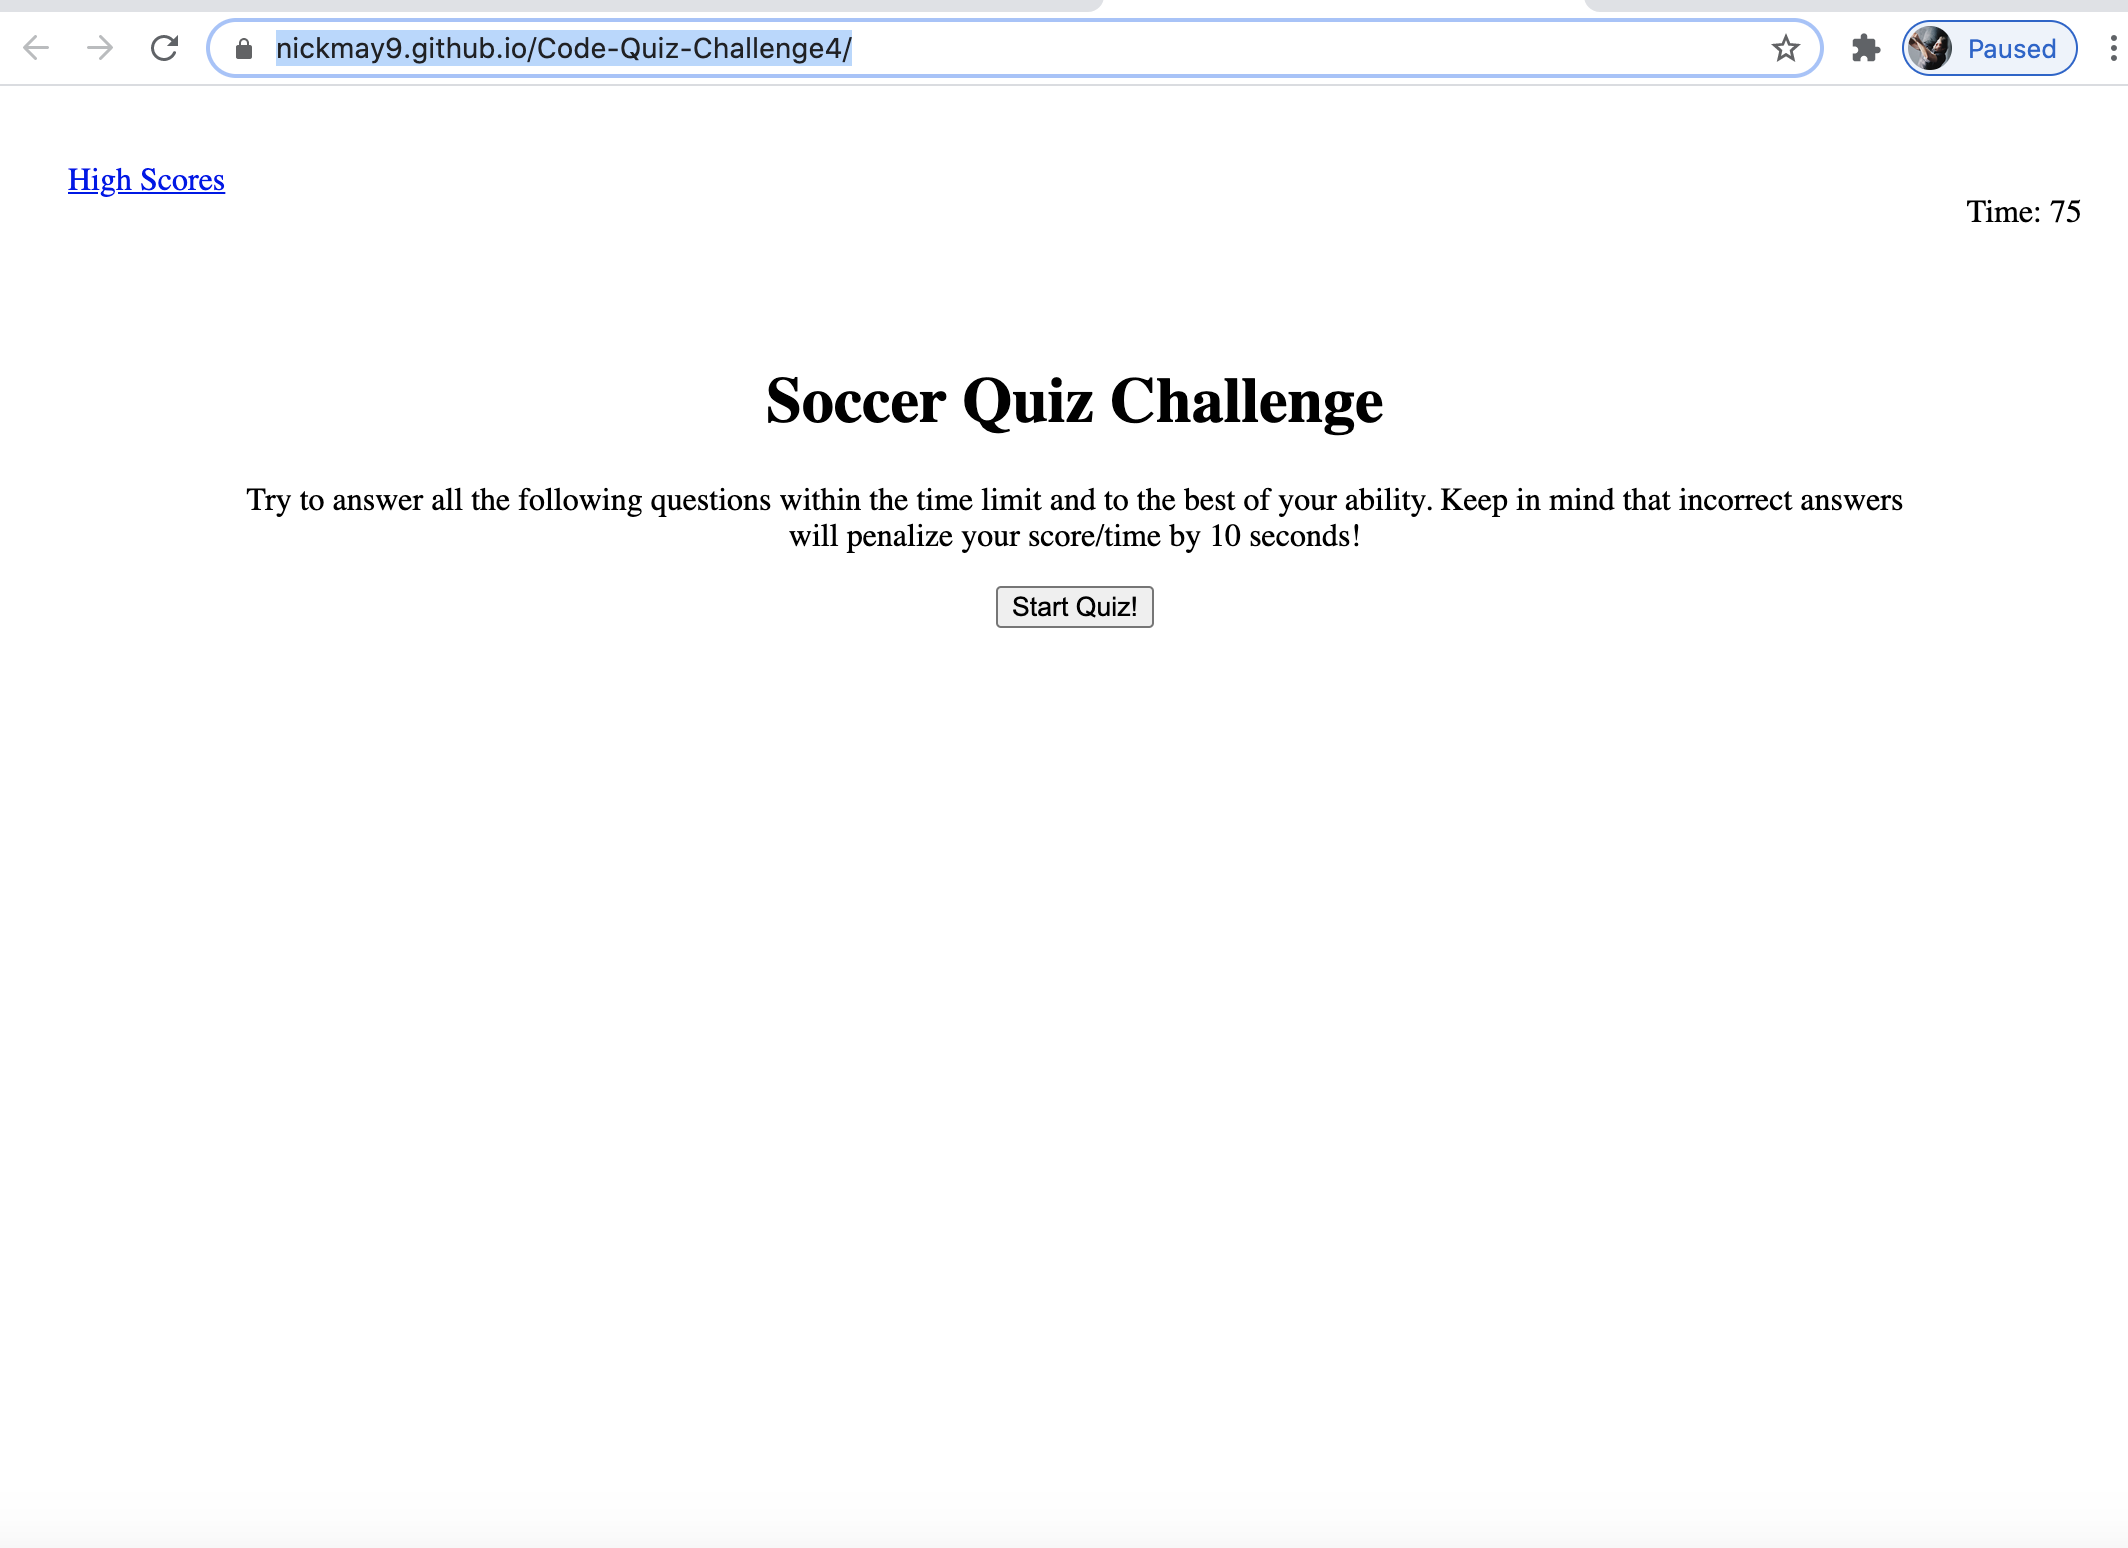 nickmay9.github.io/Code-Quiz-Challenge4/
Paused
High Scores
Time: 75
Soccer Quiz Challenge
Try to answer all the following questions within the time limit and to the best of your ability. Keep in mind that incorrect answers
will penalize your score/time by 10 seconds!
Start Quiz!